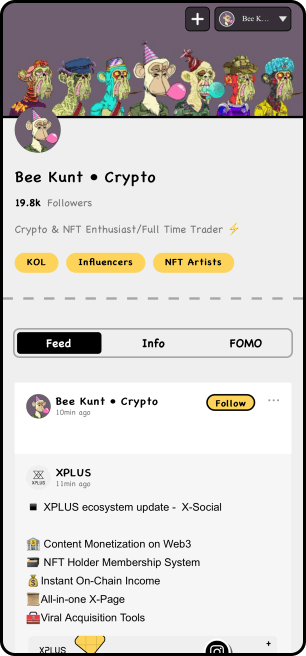 Bee K...
Bee Kunt • Crypto
19.8k Followers
Crypto & NFT Enthusiast/Full Time Trader ⚡
KOL Influencers NFT Artists
Feed Info FOMO
Bee Kunt • Crypto
10min ago
Follow
XPLUS
XPLUS
11min ago
XPLUS ecosystem update - X-Social
Content Monetization on Web3
NFT Holder Membership System
Instant On-Chain Income
All-in-one X-Page
Viral Acquisition Tools
XPLUS